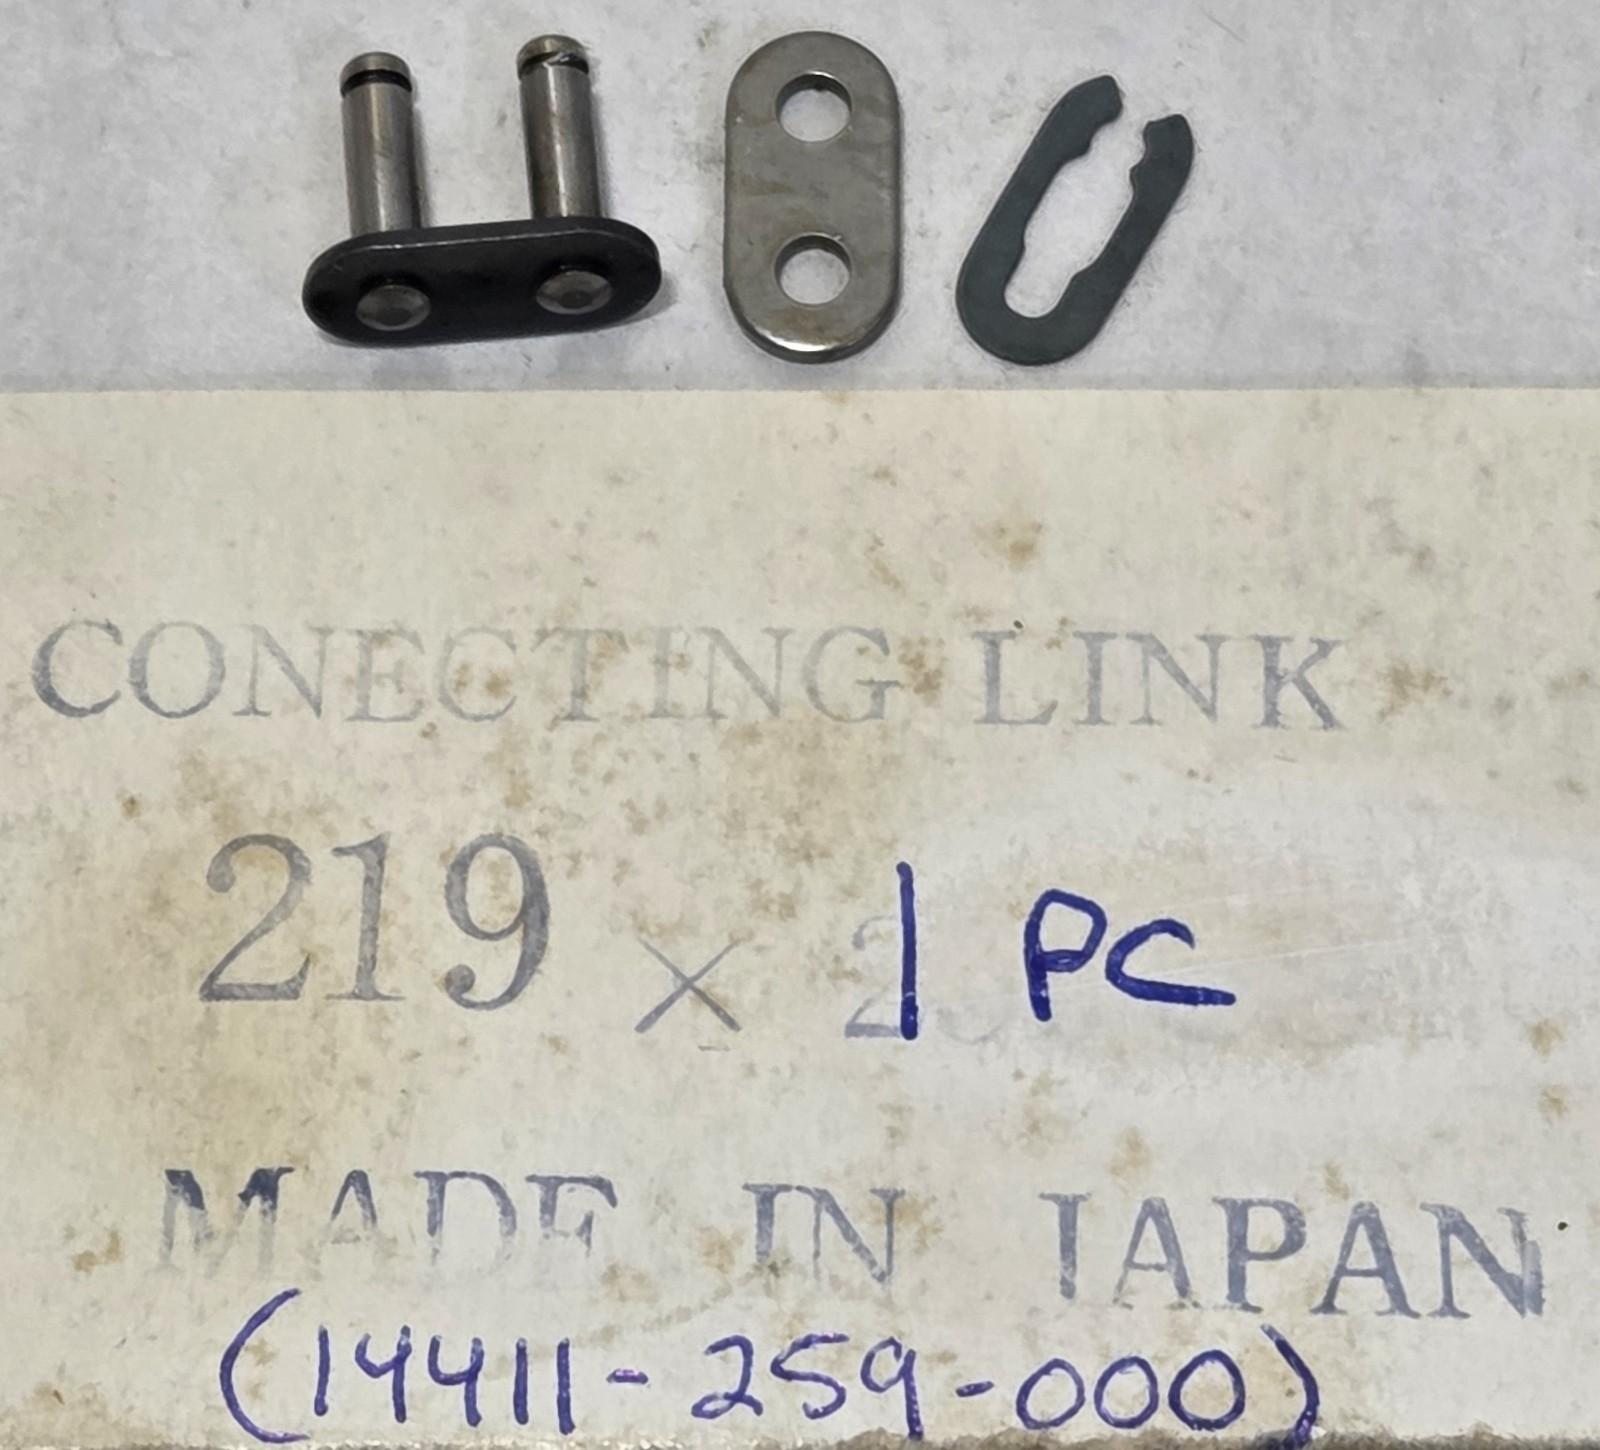 CONECTING LINK
219 × 1 PC
MADE IN JAPAN
(14411-259-000)